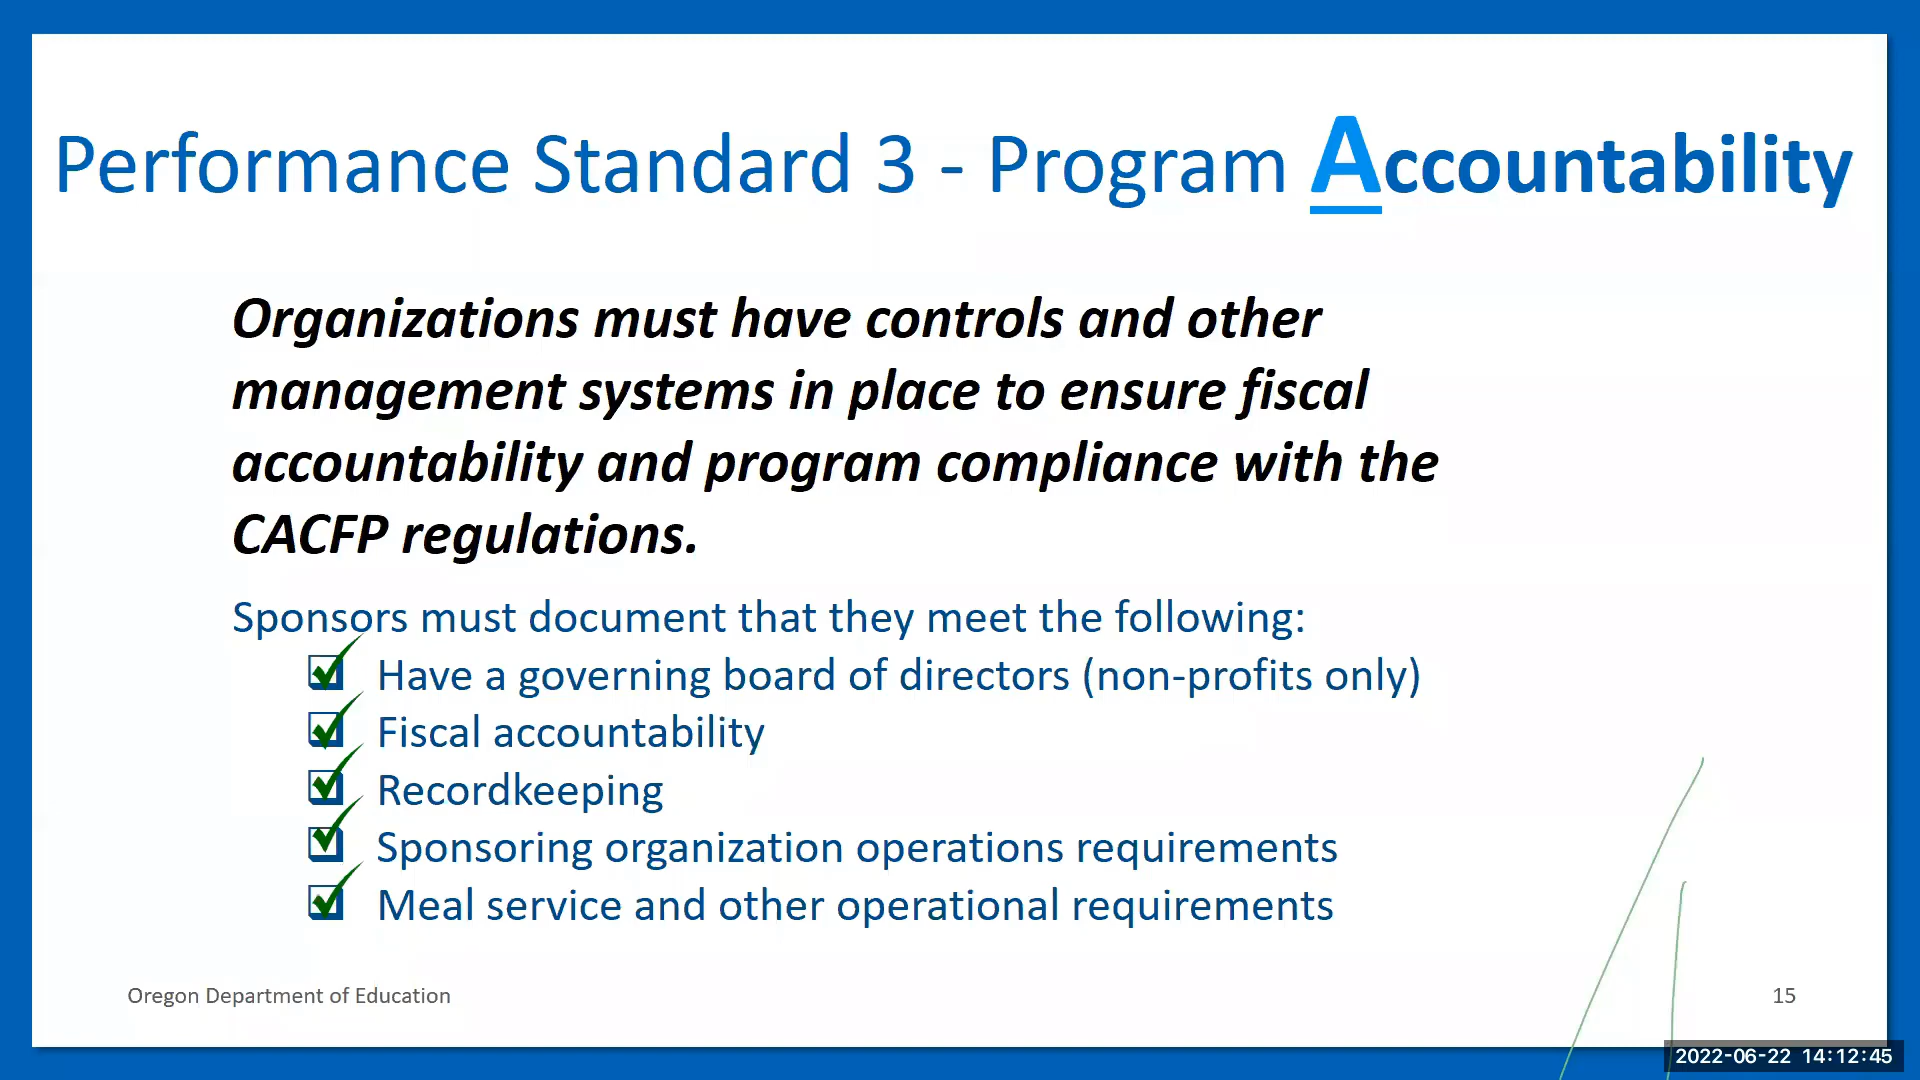 Performance Standard 3 - Program Accountability
Organizations must have controls and other
management systems in place to ensure fiscal
accountability and program compliance with the
CACFP regulations.
Sponsors must document that they meet the following:
Have a governing board of directors (non-profits only)
Fiscal accountability
Recordkeeping
Sponsoring organization operations requirements
Meal service and other operational requirements
Oregon Department of Education
15
2022-06-22 14:12:45